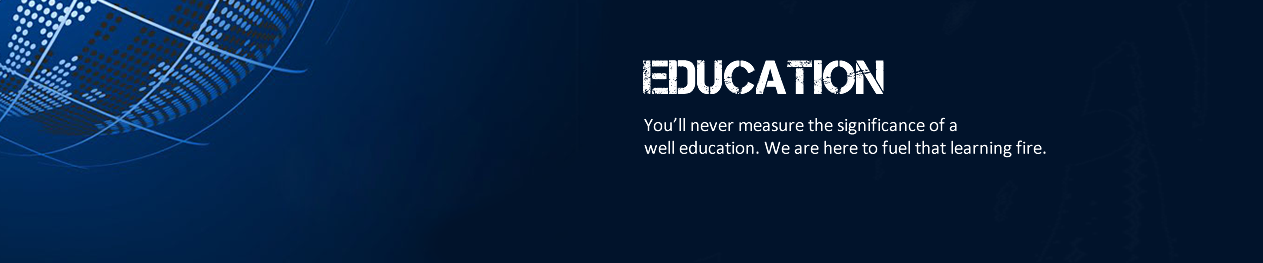 EDUCATION
You’ll never measure the significance of a
well education. We are here to fuel that learning fire.